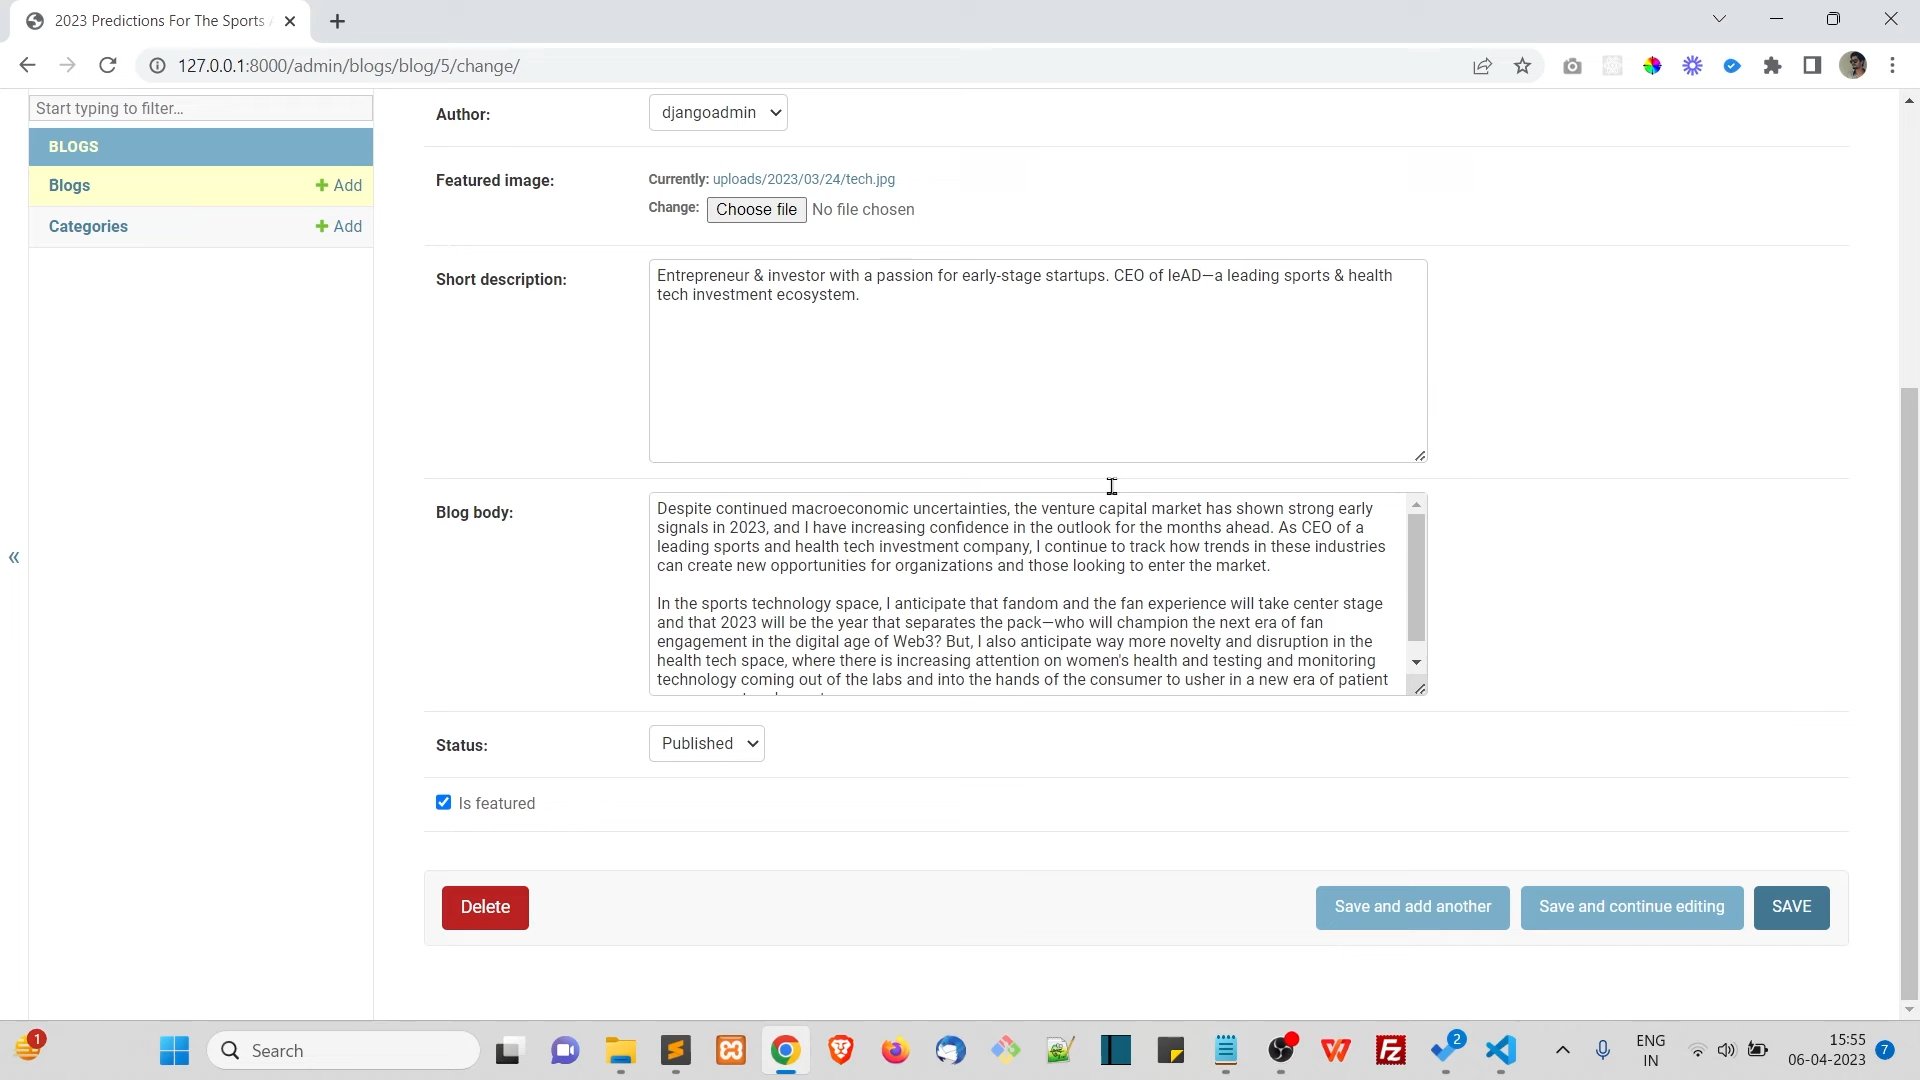 2023 Predictions For The Sports
127.0.0.1:8000/admin/blogs/blog/5/change/
Start typing to filter...
BLOGS
Blogs
Add
Categories
Add
Author:
djangoadmin
Featured image:
Currently: uploads/2023/03/24/tech.jpg
Change: Choose file No file chosen
Short description:
Entrepreneur & investor with a passion for early-stage startups. CEO of leAD—a leading sports & health
tech investment ecosystem.
Blog body:
Despite continued macroeconomic uncertainties, the venture capital market has shown strong early
signals in 2023, and I have increasing confidence in the outlook for the months ahead. As CEO of a
leading sports and health tech investment company, I continue to track how trends in these industries
can create new opportunities for organizations and those looking to enter the market.
In the sports technology space, I anticipate that fandom and the fan experience will take center stage
and that 2023 will be the year that separates the pack—who will champion the next era of fan
engagement in the digital age of Web3? But, I also anticipate way more novelty and disruption in the
health tech space, where there is increasing attention on women's health and testing and monitoring
technology coming out of the labs and into the hands of the consumer to usher in a new era of patient
Status:
Published
Is featured
Delete
Save and add another
Save and continue editing
SAVE
1
Search
2
ENG
IN
15:55
06-04-2023
7